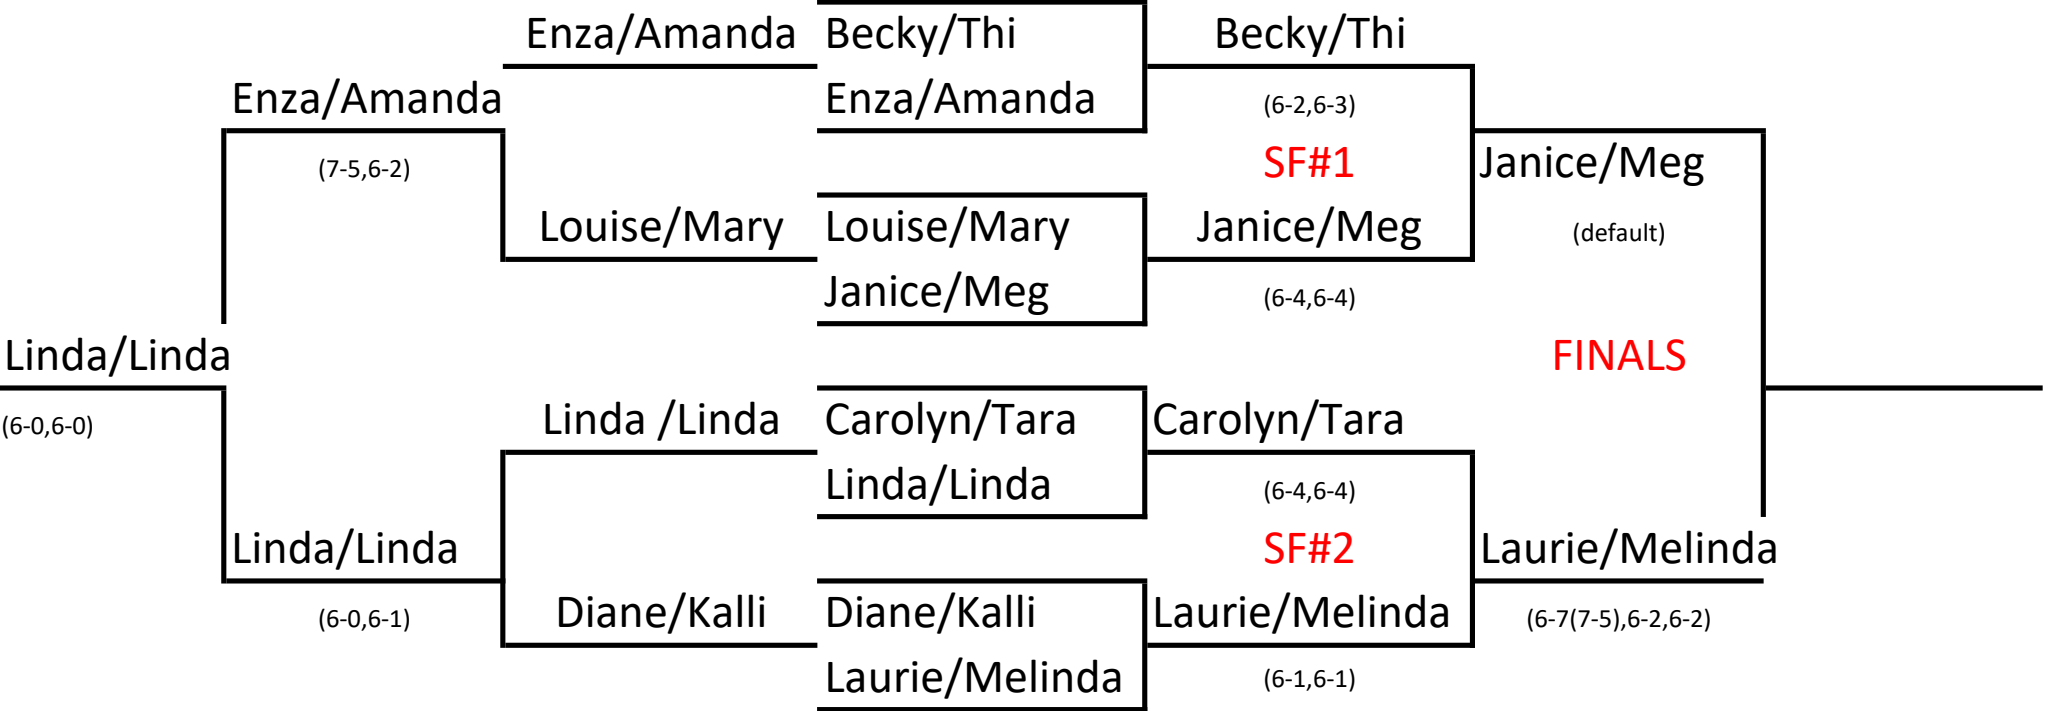 Enza/Amanda Becky/Thi Becky/Thi
Enza/Amanda Enza/Amanda (6-2,6-3)
(7-5,6-2) SF#1 Janice/Meg
Louise/Mary Louise/Mary Janice/Meg (default)
Janice/Meg (6-4,6-4)
Linda/Linda FINALS
(6-0,6-0) Linda /Linda Carolyn/Tara Carolyn/Tara
Linda/Linda (6-4,6-4)
Linda/Linda SF#2 Laurie/Melinda
(6-0,6-1) Diane/Kalli Diane/Kalli Laurie/Melinda (6-7(7-5),6-2,6-2)
Laurie/Melinda (6-1,6-1)